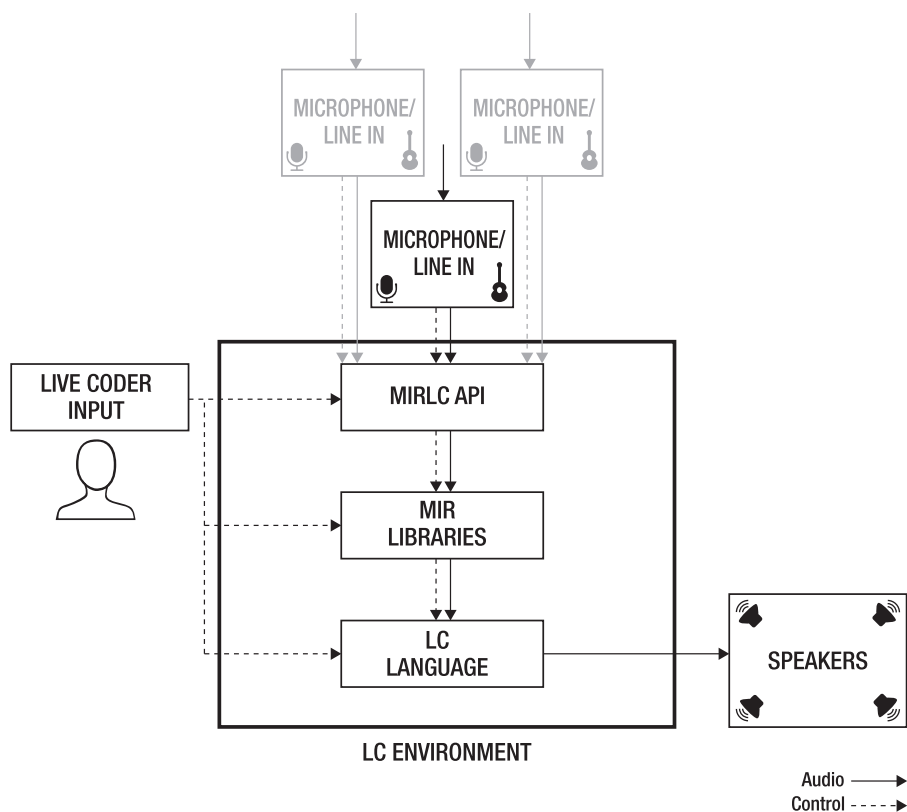 MICROPHONE/
LINE IN
MICROPHONE/
LINE IN
MICROPHONE/
LINE IN
LIVE CODER
INPUT
MIRLC API
MIR
LIBRARIES
LC
LANGUAGE
SPEAKERS
LC ENVIRONMENT
Audio
Control